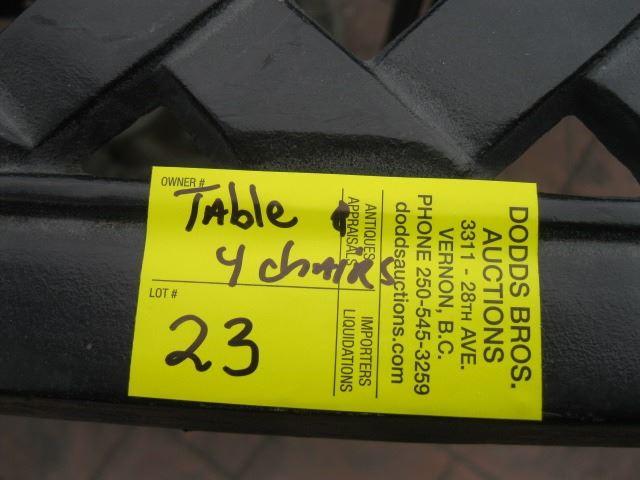 OWNER #
Table &
4 chairs
LOT #
23
DODDS BROS.
AUCTIONS
3311 - 28TH AVE.
VERNON, B.C.
PHONE 250-545-3259
doddsauctions.com
ANTIQUES IMPORTERS
APPRAISALS LIQUIDATIONS